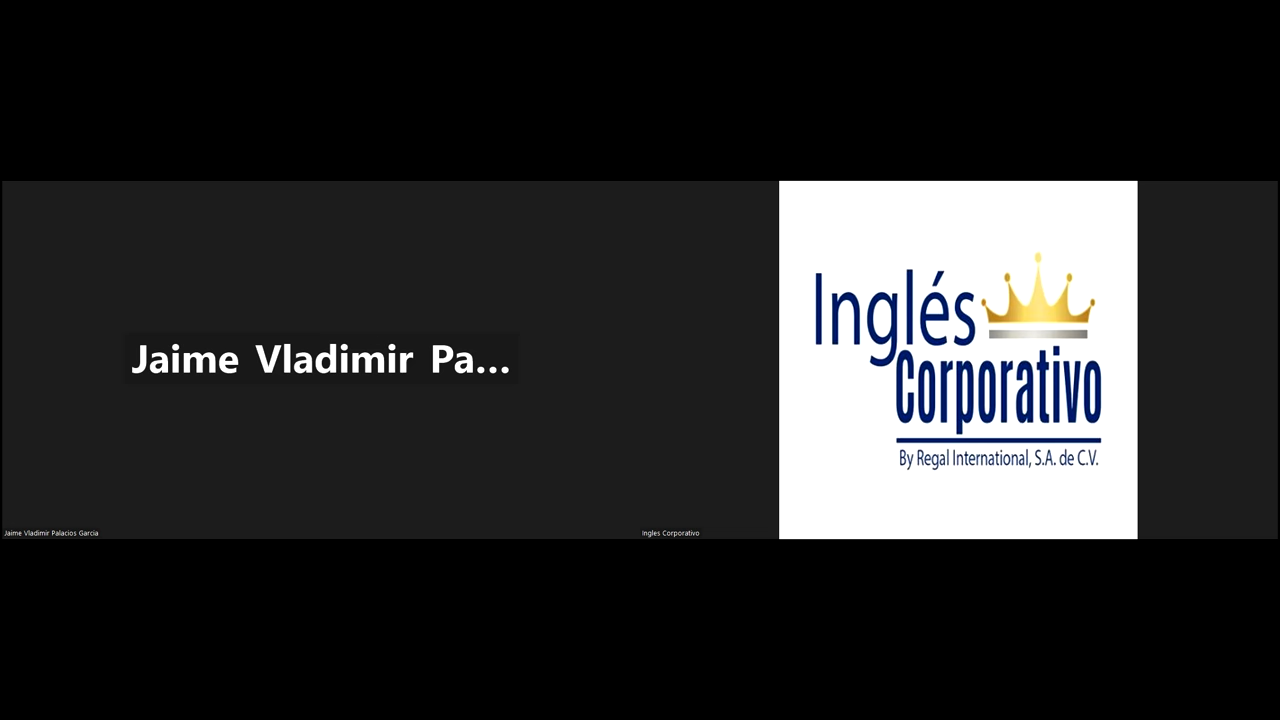 Jaime Vladimir Pa...
Jaime Vladimir Palacios Garcia
Inglés
Corporativo
By Regal International, S.A. de C.V.
Ingles Corporativo